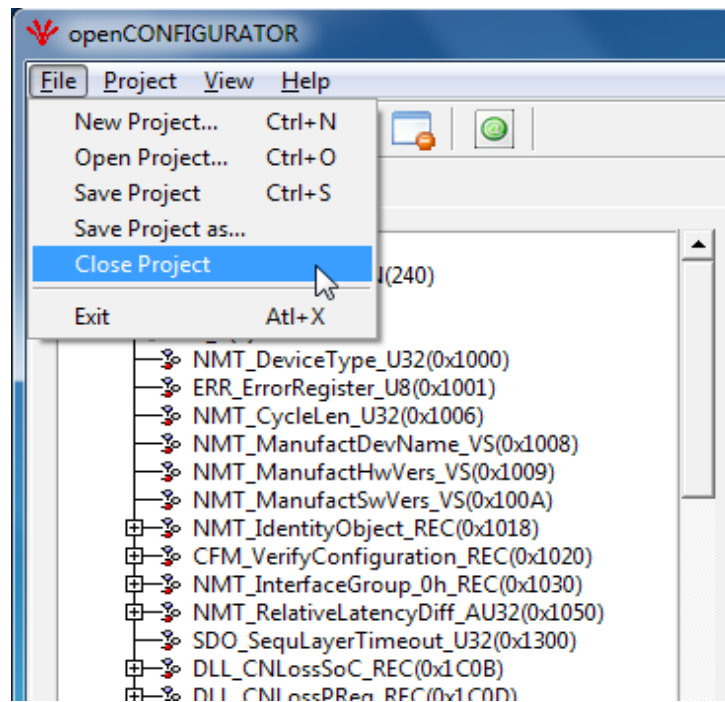 openCONFIGURATOR
File Project View Help
New Project... Ctrl+N
Open Project... Ctrl+O
Save Project Ctrl+S
Save Project as...
Close Project
(240)
Exit Atl+X
NMT_DeviceType_U32(0x1000)
ERR_ErrorRegister_U8(0x1001)
NMT_CycleLen_U32(0x1006)
NMT_ManufactDevName_VS(0x1008)
NMT_ManufactHwVers_VS(0x1009)
NMT_ManufactSwVers_VS(0x100A)
NMT_IdentityObject_REC(0x1018)
CFM_VerifyConfiguration_REC(0x1020)
NMT_InterfaceGroup_0h_REC(0x1030)
NMT_RelativeLatencyDiff_AU32(0x1050)
SDO_SequLayerTimeout_U32(0x1300)
DLL_CNLossSoC_REC(0x1C0B)
DLL_CNLossPReq_REC(0x1C0D)